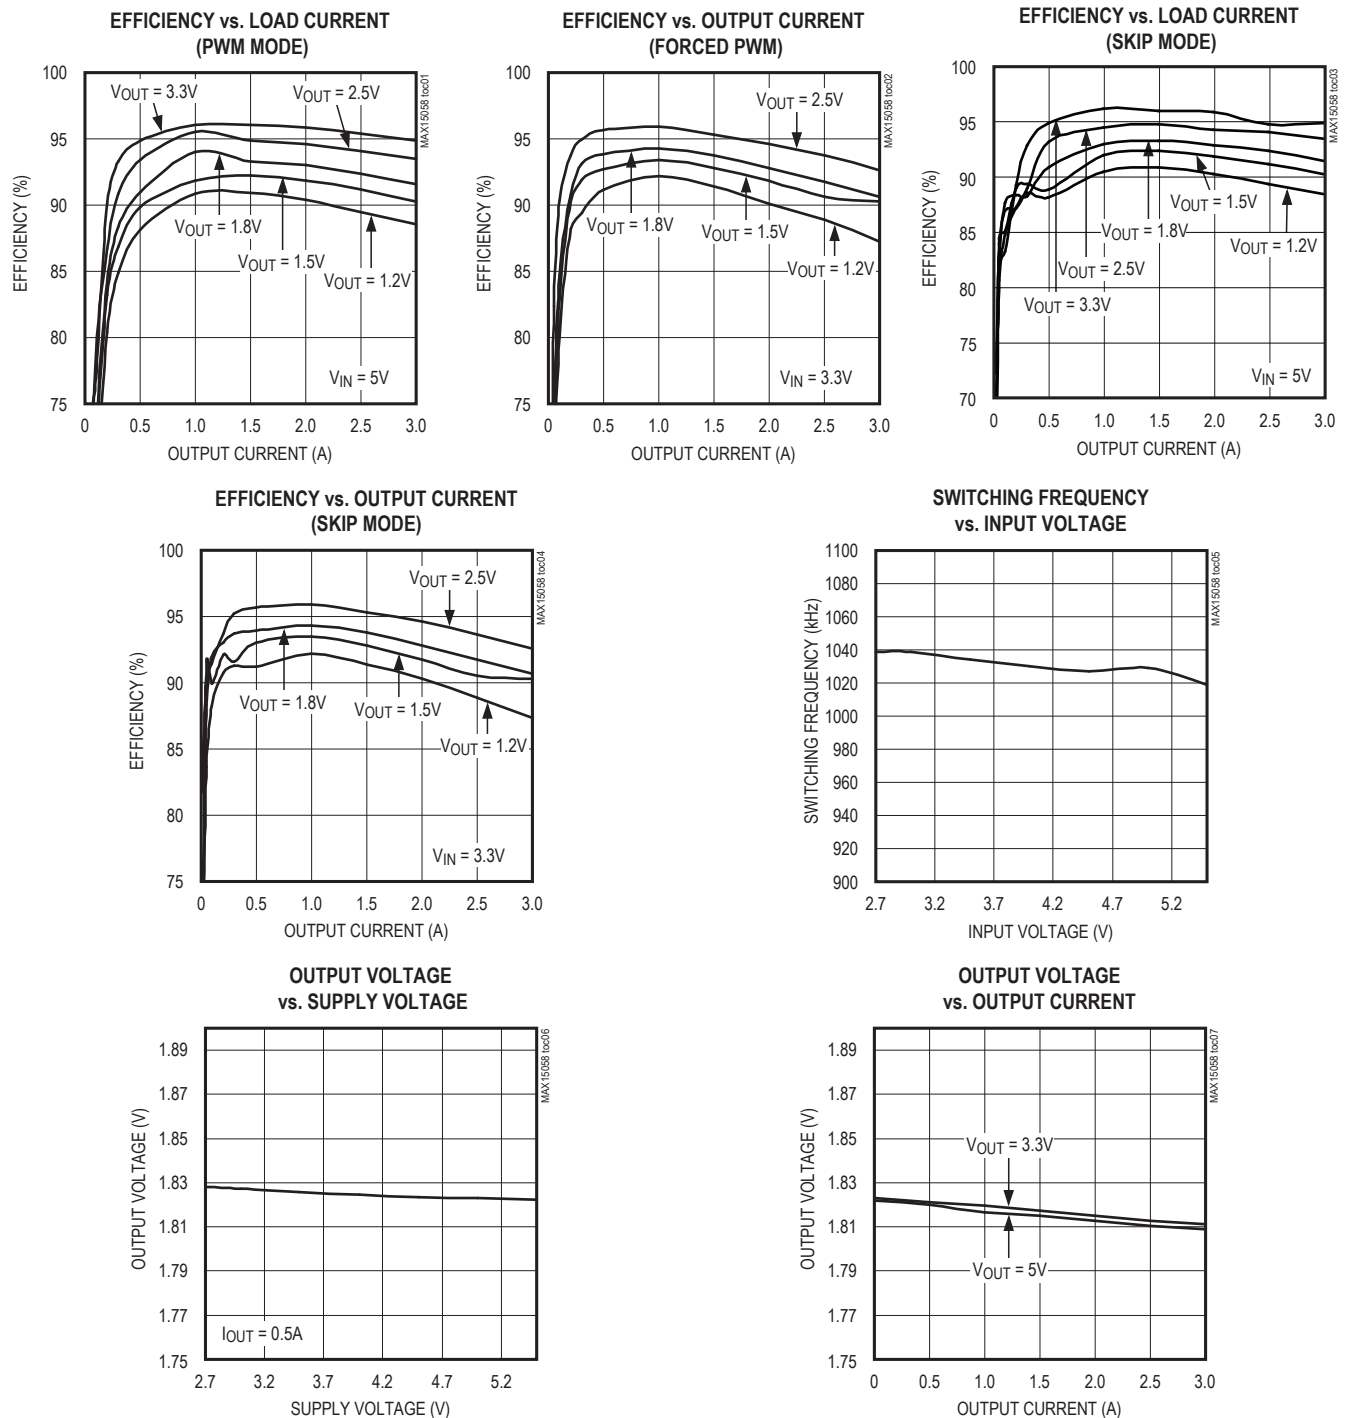 EFFICIENCY vs. LOAD CURRENT
(PWM MODE)
MAX15058 toc01
EFFICIENCY (%)
100
95
90
85
80
75
VOUT = 3.3V
VOUT = 2.5V
VOUT = 1.8V
VOUT = 1.5V
VOUT = 1.2V
VIN = 5V
0 0.5 1.0 1.5 2.0 2.5 3.0
OUTPUT CURRENT (A)
EFFICIENCY vs. OUTPUT CURRENT
(FORCED PWM)
MAX15058 toc02
EFFICIENCY (%)
100
95
90
85
80
75
VOUT = 2.5V
VOUT = 1.8V
VOUT = 1.5V
VOUT = 1.2V
VIN = 3.3V
0 0.5 1.0 1.5 2.0 2.5 3.0
OUTPUT CURRENT (A)
EFFICIENCY vs. LOAD CURRENT
(SKIP MODE)
MAX15058 toc03
EFFICIENCY (%)
100
95
90
85
80
75
70
VOUT = 1.5V
VOUT = 1.8V
VOUT = 1.2V
VOUT = 2.5V
VOUT = 3.3V
VIN = 5V
0 0.5 1.0 1.5 2.0 2.5 3.0
OUTPUT CURRENT (A)
EFFICIENCY vs. OUTPUT CURRENT
(SKIP MODE)
MAX15058 toc04
EFFICIENCY (%)
100
95
90
85
80
75
VOUT = 2.5V
VOUT = 1.8V
VOUT = 1.5V
VOUT = 1.2V
VIN = 3.3V
0 0.5 1.0 1.5 2.0 2.5 3.0
OUTPUT CURRENT (A)
SWITCHING FREQUENCY
vs. INPUT VOLTAGE
MAX15058 toc05
SWITCHING FREQUENCY (kHz)
1100
1080
1060
1040
1020
1000
980
960
940
920
900
2.7 3.2 3.7 4.2 4.7 5.2
INPUT VOLTAGE (V)
OUTPUT VOLTAGE
vs. SUPPLY VOLTAGE
MAX15058 toc06
OUTPUT VOLTAGE (V)
1.89
1.87
1.85
1.83
1.81
1.79
1.77
1.75
IOUT = 0.5A
2.7 3.2 3.7 4.2 4.7 5.2
SUPPLY VOLTAGE (V)
OUTPUT VOLTAGE
vs. OUTPUT CURRENT
MAX15058 toc07
OUTPUT VOLTAGE (V)
1.89
1.87
1.85
1.83
1.81
1.79
1.77
1.75
VOUT = 3.3V
VOUT = 5V
0 0.5 1.0 1.5 2.0 2.5 3.0
OUTPUT CURRENT (A)